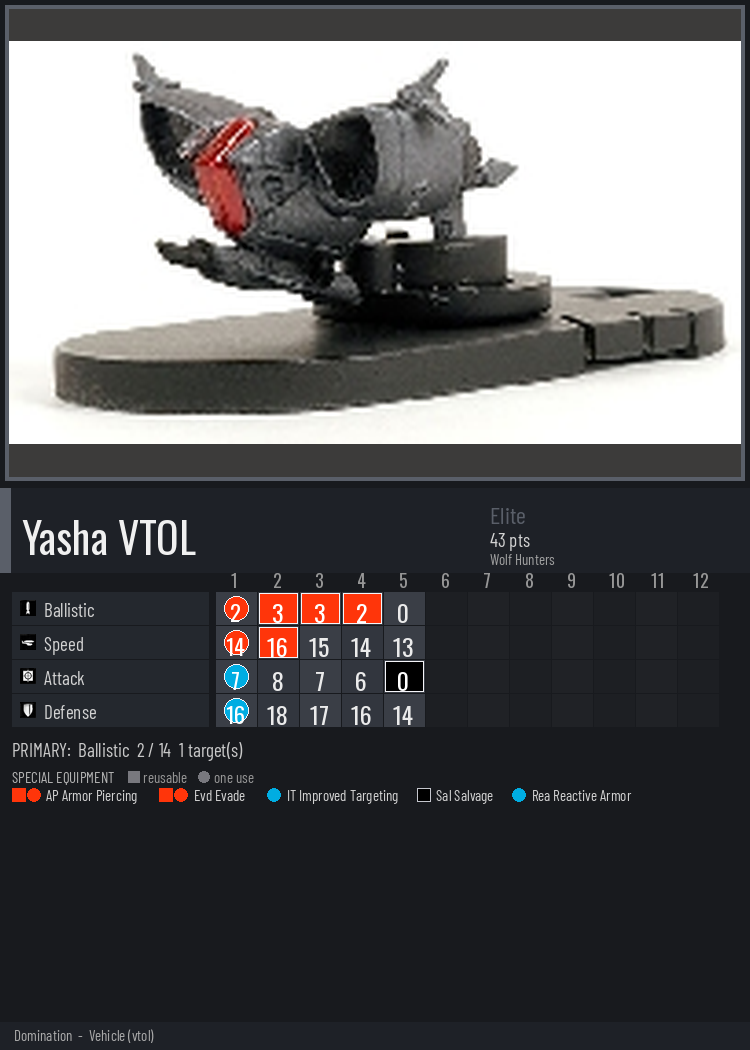 Yasha VTOL
Elite
43 pts
Wolf Hunters
1 2 3 4 5 6 7 8 9 10 11 12
Ballistic 2 3 3 2 0
Speed 14 16 15 14 13
Attack 7 8 7 6 0
Defense 16 18 17 16 14
PRIMARY: Ballistic 2 / 14 1 target(s)
SPECIAL EQUIPMENT reusable one use
AP Armor Piercing Evd Evade IT Improved Targeting Sal Salvage Rea Reactive Armor
Domination - Vehicle (vtol)